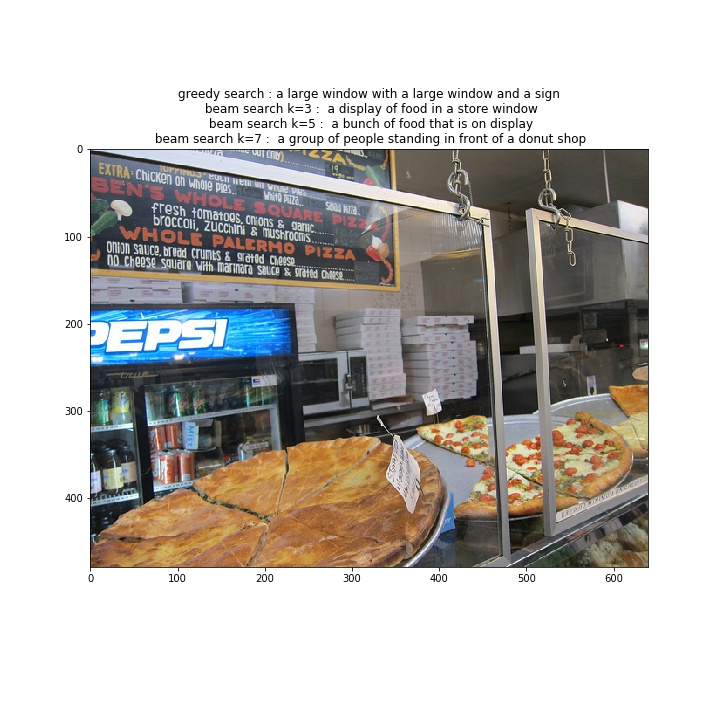 greedy search : a large window with a large window and a sign
beam search k=3 : a display of food in a store window
beam search k=5 : a bunch of food that is on display
beam search k=7 : a group of people standing in front of a donut shop
0
100
200
300
400
0
100
200
300
400
500
600
PIZZA
EXTRA · Chicken on whole Pies
White Pizza
BEN'S WHOLE SQUARE PIZZ
fresh tomatoes, onions & garlic
broccoli, zucchini & mushrooms
WHOLE PALERMO PIZZA
Onion sauce, bread crumbs & grated cheese
no cheese square with marinara sauce & grated cheese
PEPSI